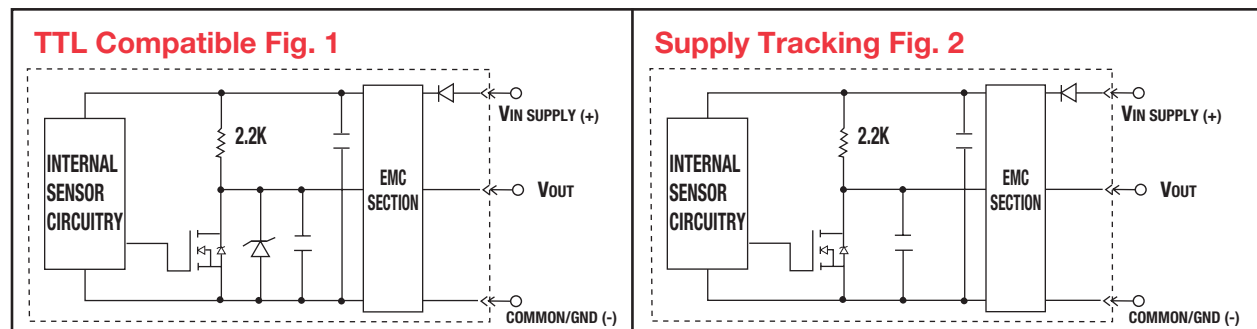 TTL Compatible Fig. 1
VIN SUPPLY (+)
2.2K
INTERNAL
SENSOR
CIRCUITRY
EMC
SECTION
VOUT
COMMON/GND (-)
Supply Tracking Fig. 2
VIN SUPPLY (+)
2.2K
INTERNAL
SENSOR
CIRCUITRY
EMC
SECTION
VOUT
COMMON/GND (-)